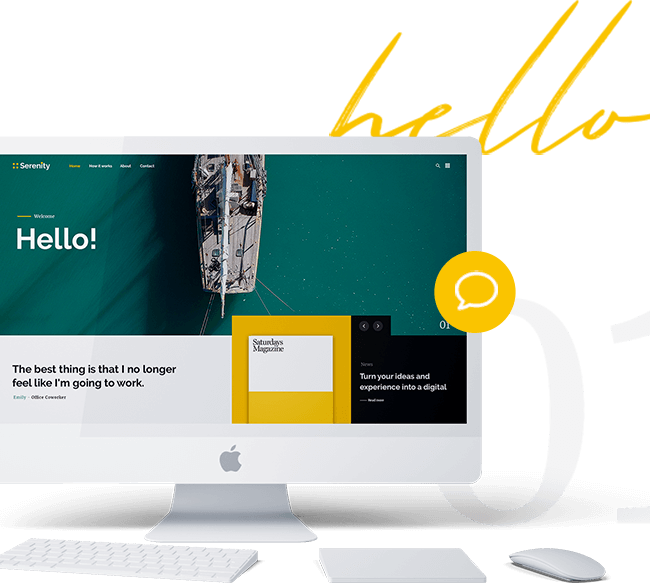 hello
Serenity
Home How it works About Contact
Welcome
Hello!
01
Saturdays
Magazine
News
Turn your ideas and
experience into a digital
Read more
The best thing is that I no longer
feel like I'm going to work.
Emily - Office Coworker
01